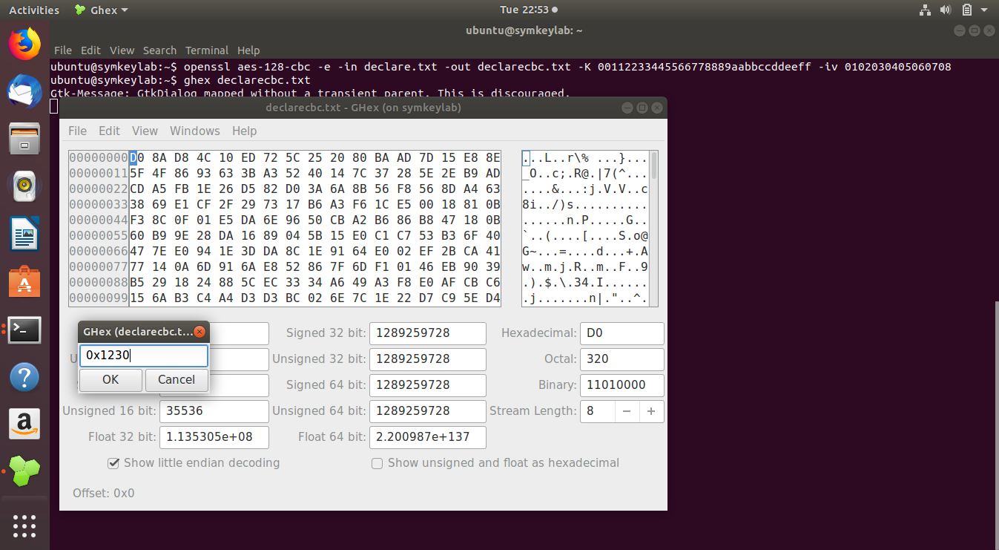 Activities Ghex Tue 22:53
ubuntu@symkeylab: ~
File Edit View Search Terminal Help
ubuntu@symkeylab:~$ openssl aes-128-cbc -e -in declare.txt -out declarecbc.txt -K 00112233445566778889aabbccddeeff -iv 0102030405060708
ubuntu@symkeylab:~$ ghex declarecbc.txt
Gtk-Message: GtkDialog mapped without a transient parent. This is discouraged.
declarecbc.txt - GHex (on symkeylab)
File Edit View Windows Help
00000000 D0 8A D8 4C 10 ED 72 5C 25 20 80 BA AD 7D 15 E8 8E ...L..r\% ...}...
00000011 5F 4F 86 93 63 3B A3 52 40 14 7C 37 28 5E 2E B9 AD _O..c;.R@.|7(^...
00000022 CD A5 FB 1E 26 D5 82 D0 3A 6A 8B 56 F8 56 8D A4 63 ....&...:j.V.V..c
00000033 38 69 E1 CF 2F 29 73 17 B6 A3 F6 1C E5 00 18 81 0B 8i../)s..........
00000044 F3 8C 0F 01 E5 DA 6E 96 50 CB A2 B6 86 B8 47 18 0B ......n.P.....G..
00000055 60 B9 9E 28 DA 16 89 04 5B 15 E0 C1 C7 53 B3 6F 40 `..(....[....S.o@
00000066 47 7E E0 94 1E 3D DA 8C 1E 91 64 E0 02 EF 2B CA 41 G~...=....d...+.A
00000077 77 14 0A 6D 91 6A E8 52 86 7F 6D F1 01 46 EB 90 39 w..m.j.R..m..F..9
00000088 B5 29 18 24 88 5C EC 33 34 A6 49 A3 F8 E0 AF CB C6 .).$.\.34.I......
00000099 15 6A B3 C4 A4 D3 D3 BC 02 6E 7C 1E 22 D7 C9 5E D4 .j.......n|."..^.
GHex (declarecbc.t...
0x1230
OK Cancel
Signed 32 bit: 1289259728 Hexadecimal: D0
U Unsigned 32 bit: 1289259728 Octal: 320
Signed 64 bit: 1289259728 Binary: 11010000
Unsigned 16 bit: 35536 Unsigned 64 bit: 1289259728 Stream Length: 8 − +
Float 32 bit: 1.135305e+08 Float 64 bit: 2.200987e+137
Show little endian decoding Show unsigned and float as hexadecimal
Offset: 0x0